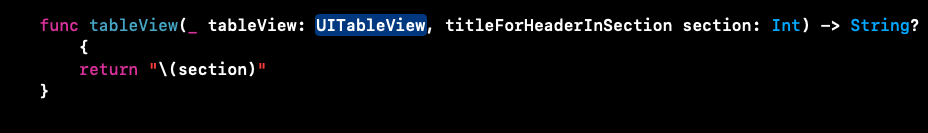 func tableView(_ tableView: UITableView, titleForHeaderInSection section: Int) -> String?
{
return "\(section)"
}